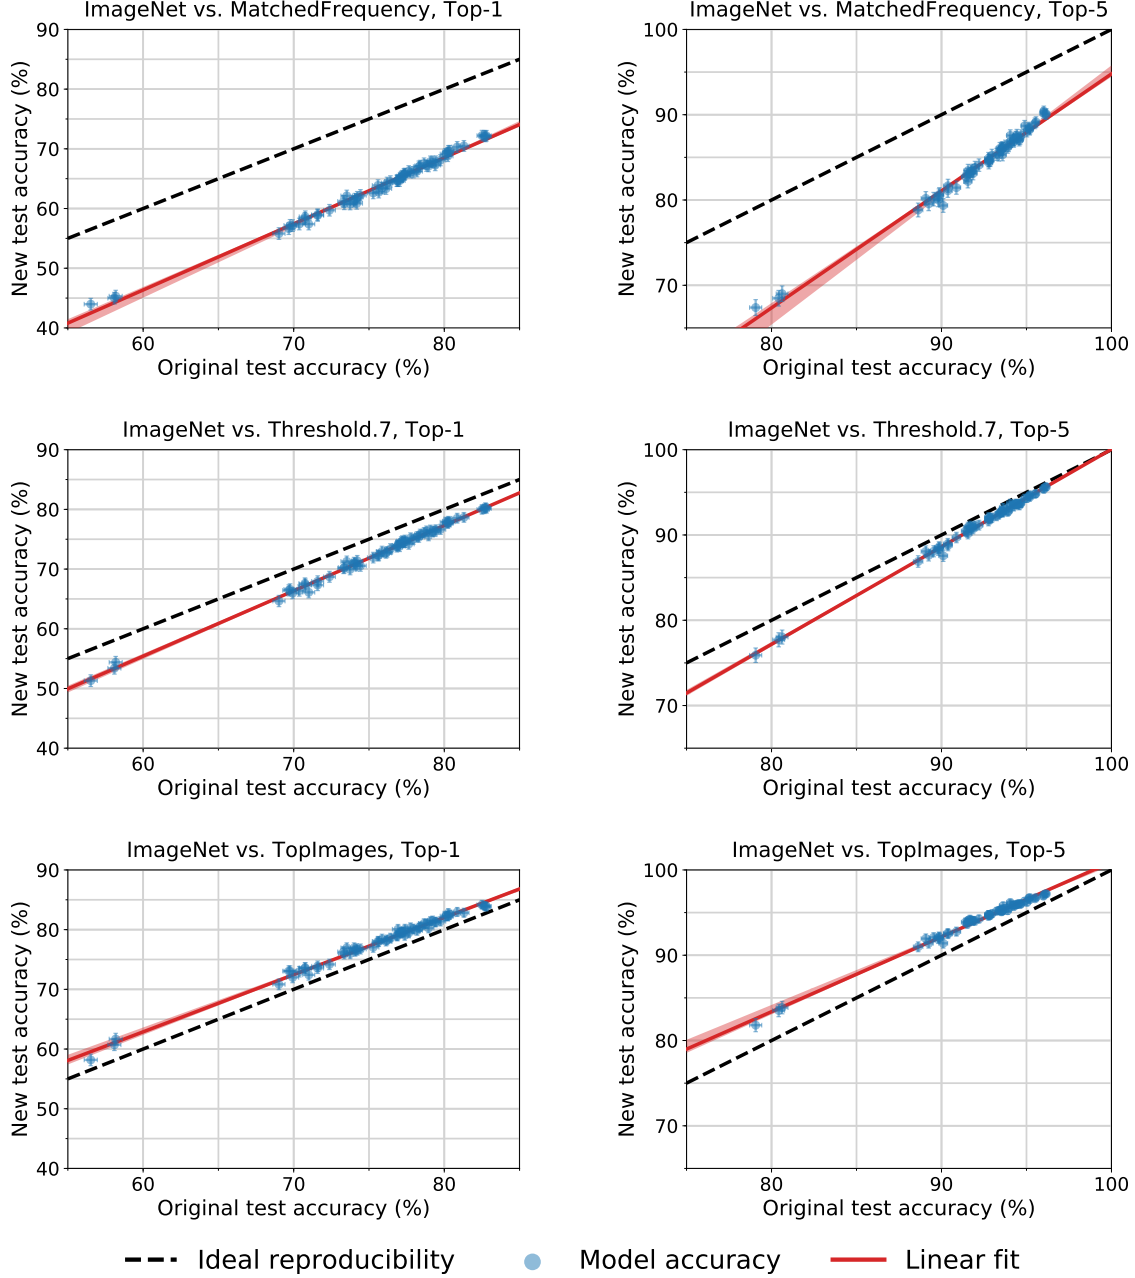 ImageNet vs. MatchedFrequency, Top-1
ImageNet vs. MatchedFrequency, Top-5
New test accuracy (%)
90
80
70
60
50
40
60
70
80
Original test accuracy (%)
New test accuracy (%)
100
90
80
70
80
90
100
Original test accuracy (%)
ImageNet vs. Threshold.7, Top-1
ImageNet vs. Threshold.7, Top-5
New test accuracy (%)
90
80
70
60
50
40
60
70
80
Original test accuracy (%)
New test accuracy (%)
100
90
80
70
80
90
100
Original test accuracy (%)
ImageNet vs. TopImages, Top-1
ImageNet vs. TopImages, Top-5
New test accuracy (%)
90
80
70
60
50
40
60
70
80
Original test accuracy (%)
New test accuracy (%)
100
90
80
70
80
90
100
Original test accuracy (%)
Ideal reproducibility
Model accuracy
Linear fit